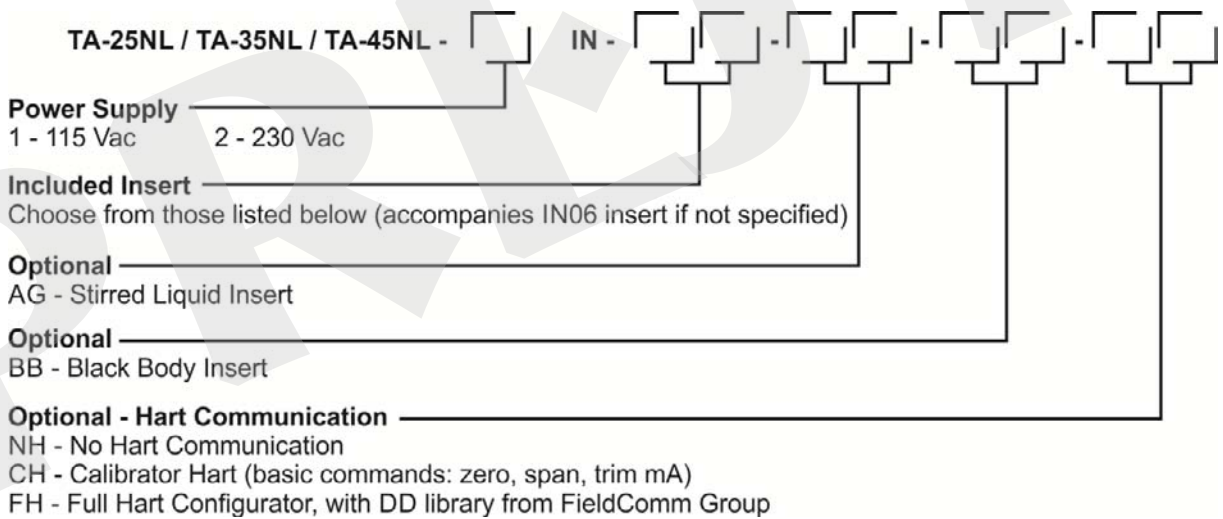 TA-25NL / TA-35NL / TA-45NL - IN - - - -
Power Supply
1 - 115 Vac 2 - 230 Vac
Included Insert
Choose from those listed below (accompanies IN06 insert if not specified)
Optional
AG - Stirred Liquid Insert
Optional
BB - Black Body Insert
Optional - Hart Communication
NH - No Hart Communication
CH - Calibrator Hart (basic commands: zero, span, trim mA)
FH - Full Hart Configurator, with DD library from FieldComm Group